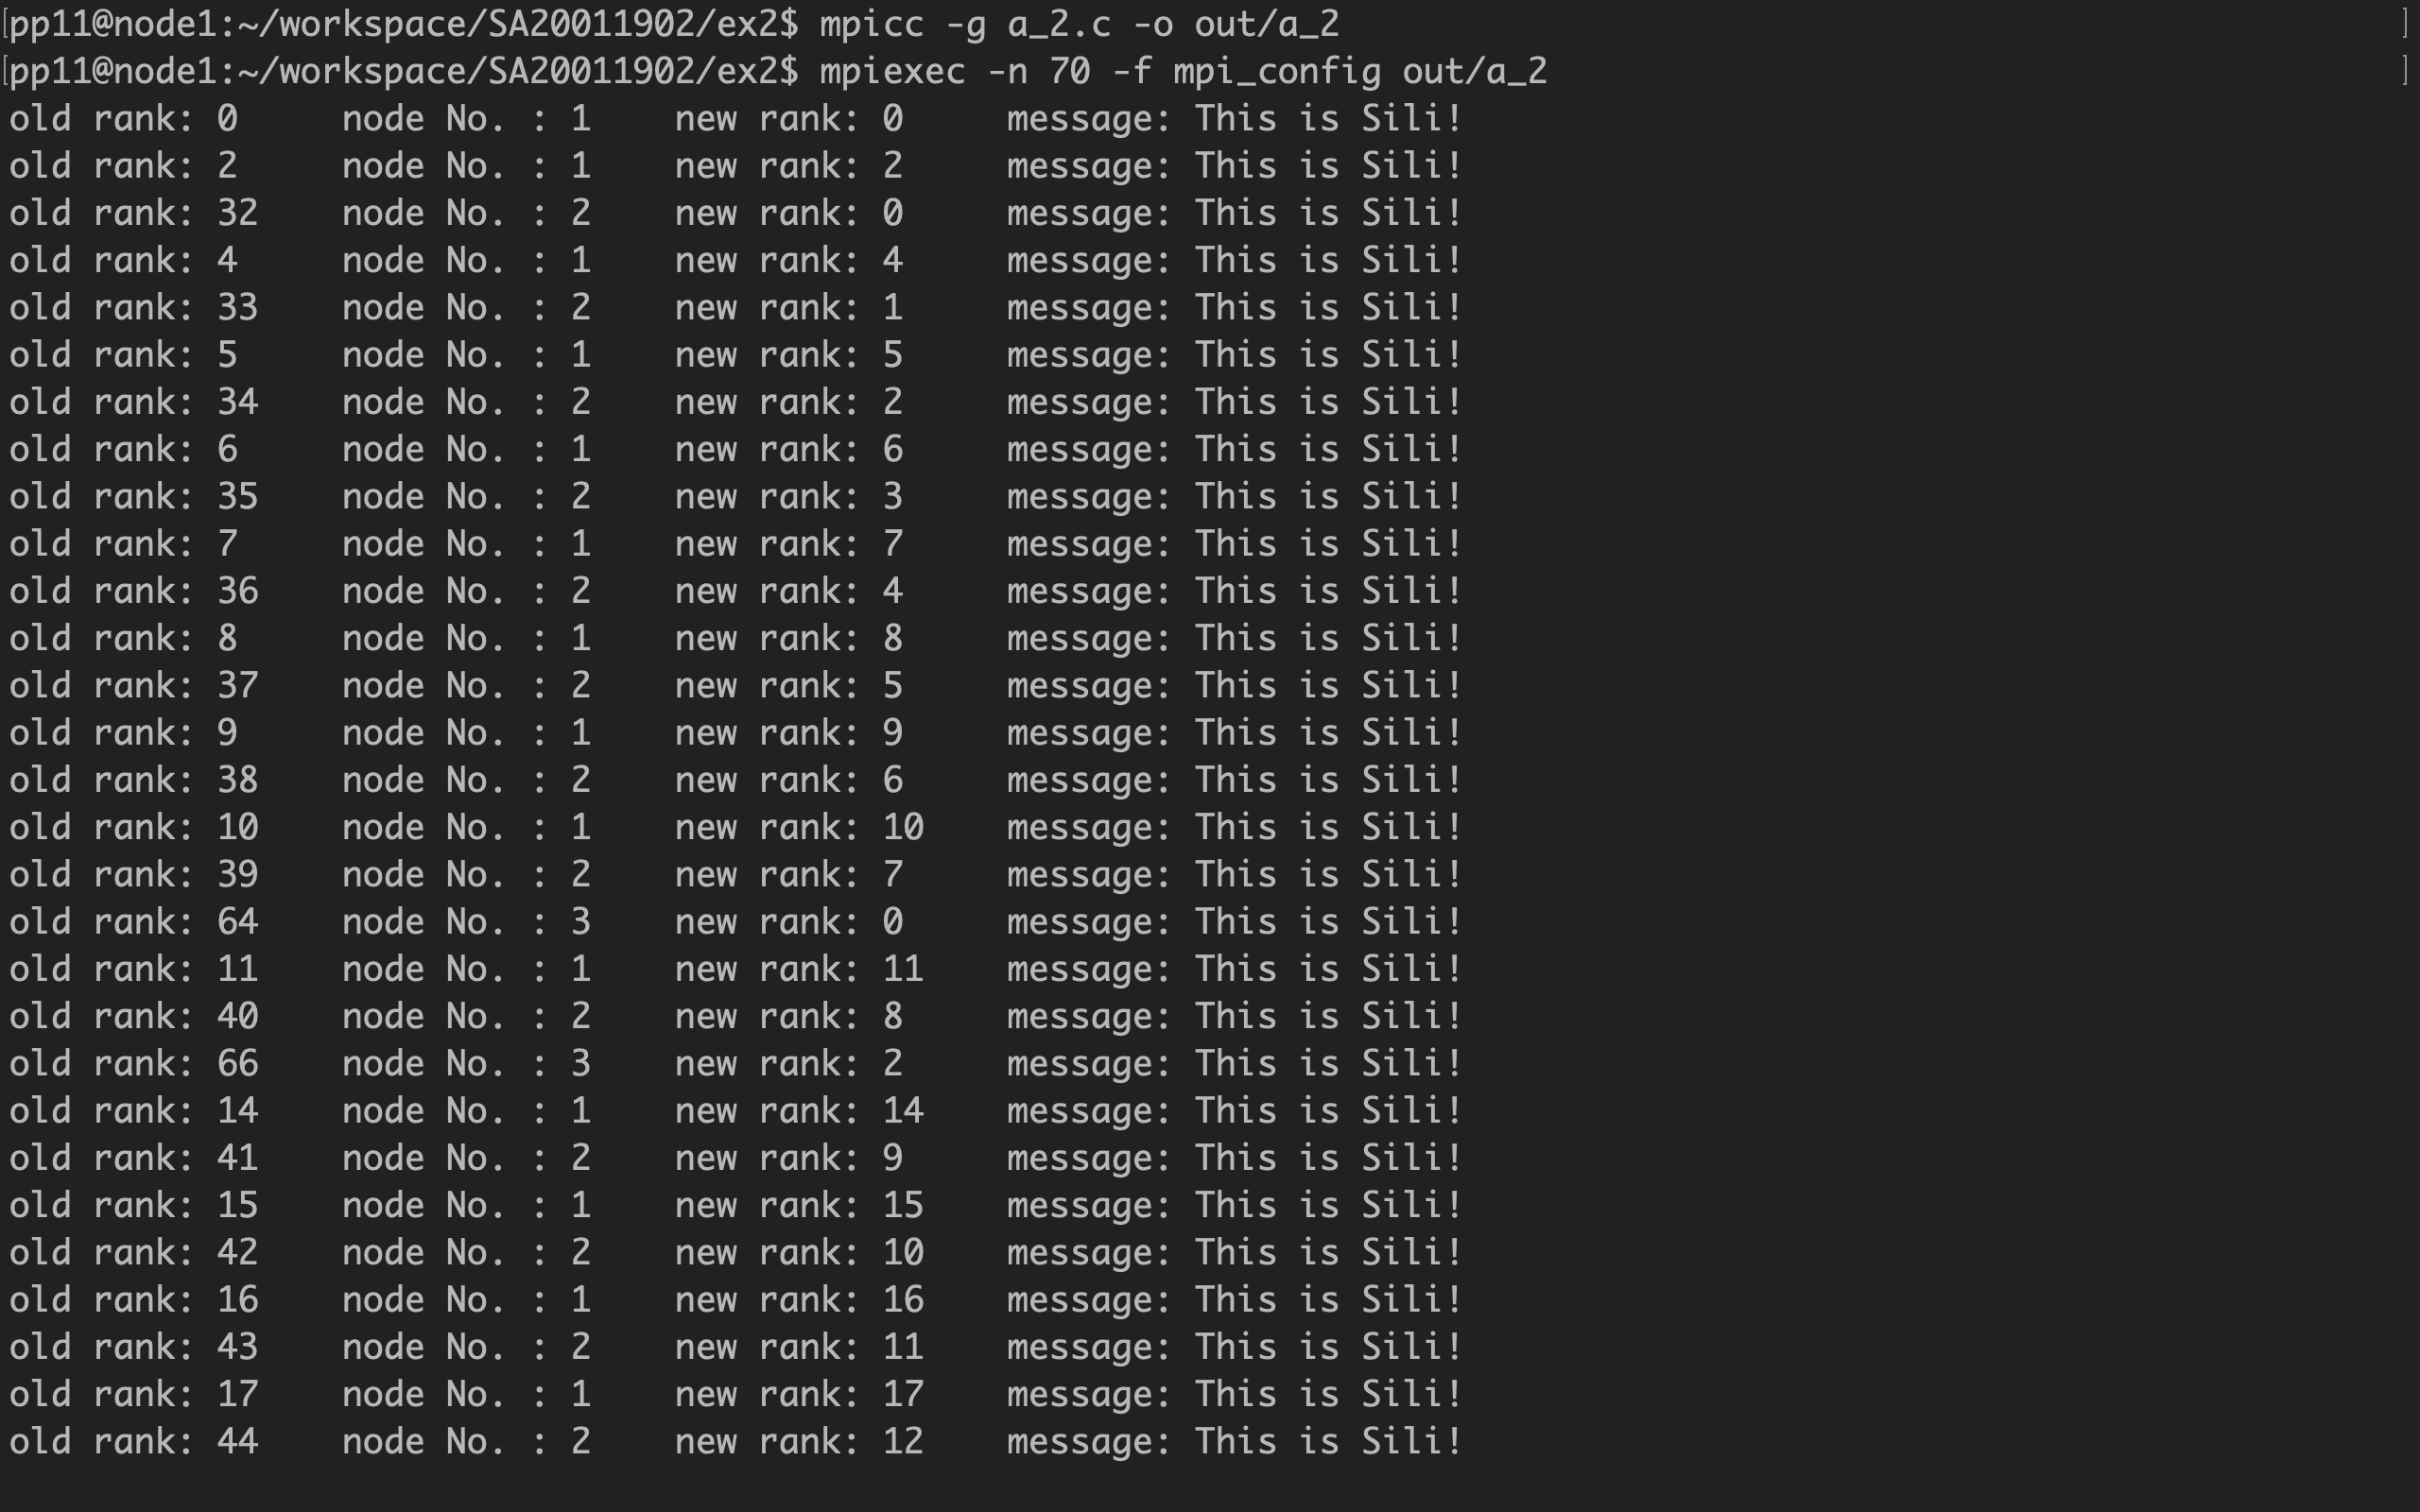 [pp11@node1:~/workspace/SA20011902/ex2$ mpicc -g a_2.c -o out/a_2 ]
[pp11@node1:~/workspace/SA20011902/ex2$ mpiexec -n 70 -f mpi_config out/a_2 ]
old rank: 0 node No. : 1 new rank: 0 message: This is Sili!
old rank: 2 node No. : 1 new rank: 2 message: This is Sili!
old rank: 32 node No. : 2 new rank: 0 message: This is Sili!
old rank: 4 node No. : 1 new rank: 4 message: This is Sili!
old rank: 33 node No. : 2 new rank: 1 message: This is Sili!
old rank: 5 node No. : 1 new rank: 5 message: This is Sili!
old rank: 34 node No. : 2 new rank: 2 message: This is Sili!
old rank: 6 node No. : 1 new rank: 6 message: This is Sili!
old rank: 35 node No. : 2 new rank: 3 message: This is Sili!
old rank: 7 node No. : 1 new rank: 7 message: This is Sili!
old rank: 36 node No. : 2 new rank: 4 message: This is Sili!
old rank: 8 node No. : 1 new rank: 8 message: This is Sili!
old rank: 37 node No. : 2 new rank: 5 message: This is Sili!
old rank: 9 node No. : 1 new rank: 9 message: This is Sili!
old rank: 38 node No. : 2 new rank: 6 message: This is Sili!
old rank: 10 node No. : 1 new rank: 10 message: This is Sili!
old rank: 39 node No. : 2 new rank: 7 message: This is Sili!
old rank: 64 node No. : 3 new rank: 0 message: This is Sili!
old rank: 11 node No. : 1 new rank: 11 message: This is Sili!
old rank: 40 node No. : 2 new rank: 8 message: This is Sili!
old rank: 66 node No. : 3 new rank: 2 message: This is Sili!
old rank: 14 node No. : 1 new rank: 14 message: This is Sili!
old rank: 41 node No. : 2 new rank: 9 message: This is Sili!
old rank: 15 node No. : 1 new rank: 15 message: This is Sili!
old rank: 42 node No. : 2 new rank: 10 message: This is Sili!
old rank: 16 node No. : 1 new rank: 16 message: This is Sili!
old rank: 43 node No. : 2 new rank: 11 message: This is Sili!
old rank: 17 node No. : 1 new rank: 17 message: This is Sili!
old rank: 44 node No. : 2 new rank: 12 message: This is Sili!